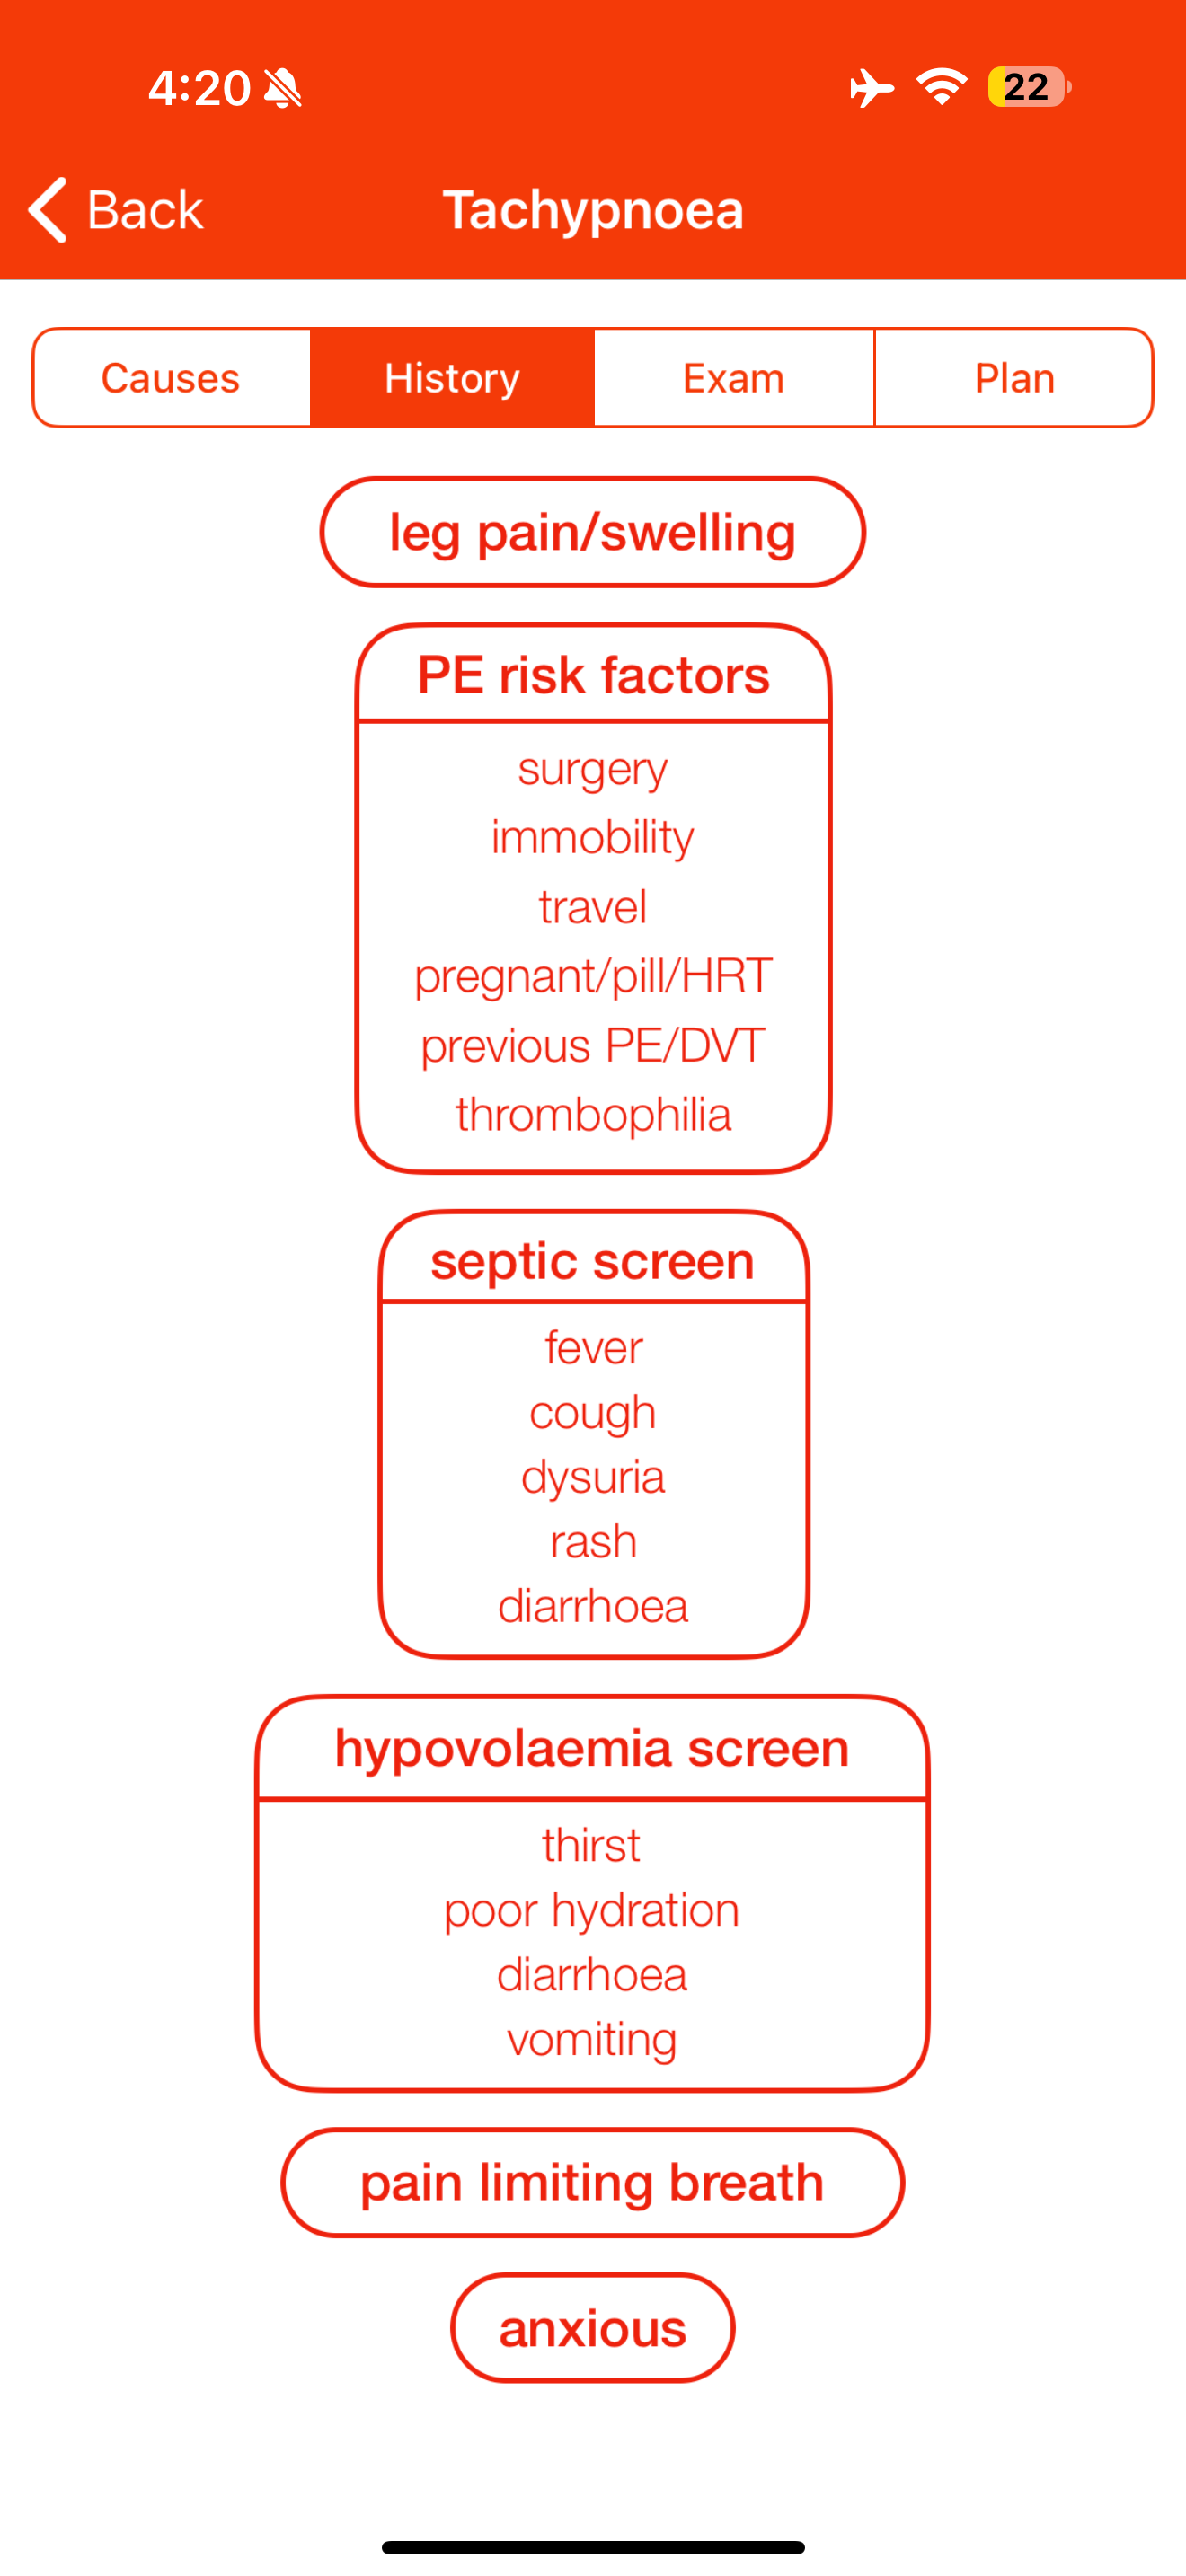 4:20
22
Back
Tachypnoea
Causes
History
Exam
Plan
leg pain/swelling
PE risk factors
surgery
immobility
travel
pregnant/pill/HRT
previous PE/DVT
thrombophilia
septic screen
fever
cough
dysuria
rash
diarrhoea
hypovolaemia screen
thirst
poor hydration
diarrhoea
vomiting
pain limiting breath
anxious